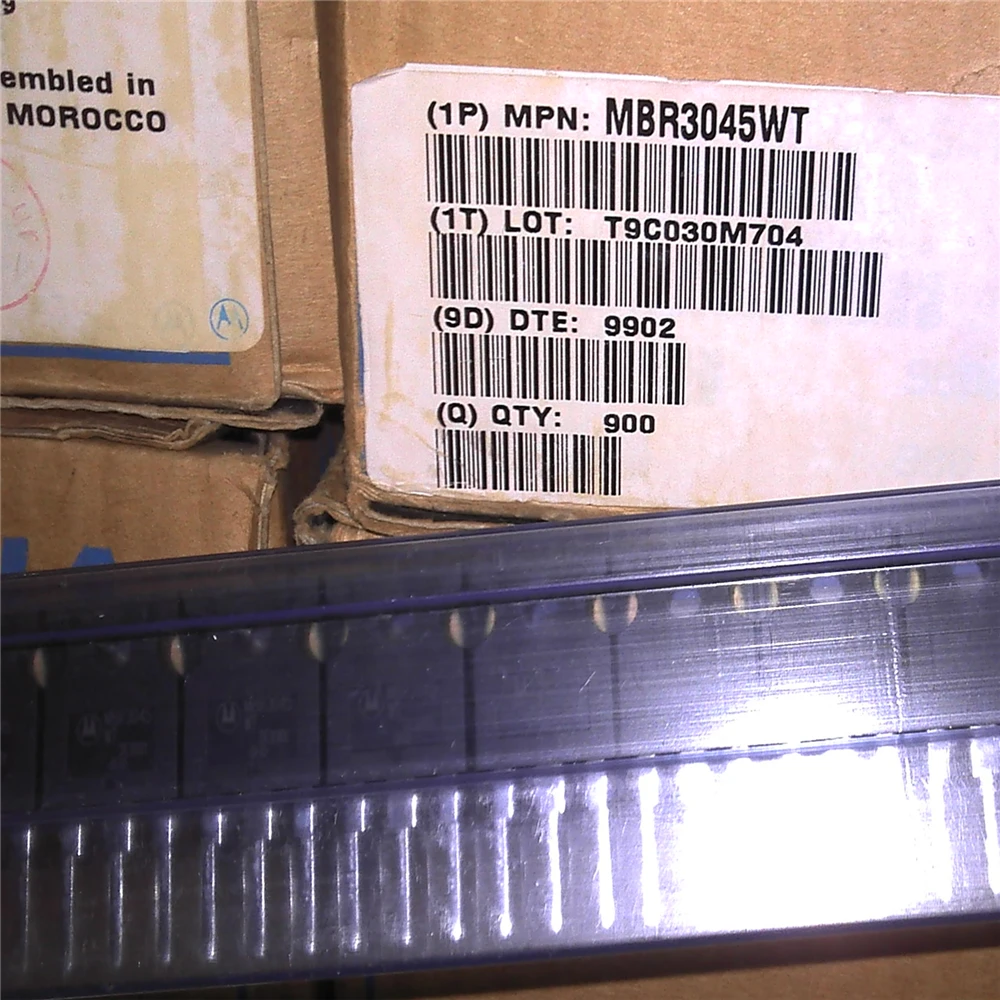 embled in
MOROCCO
(1P) MPN: MBR3045WT
(1T) LOT: T9C030M704
(9D) DTE: 9902
(Q) QTY: 900